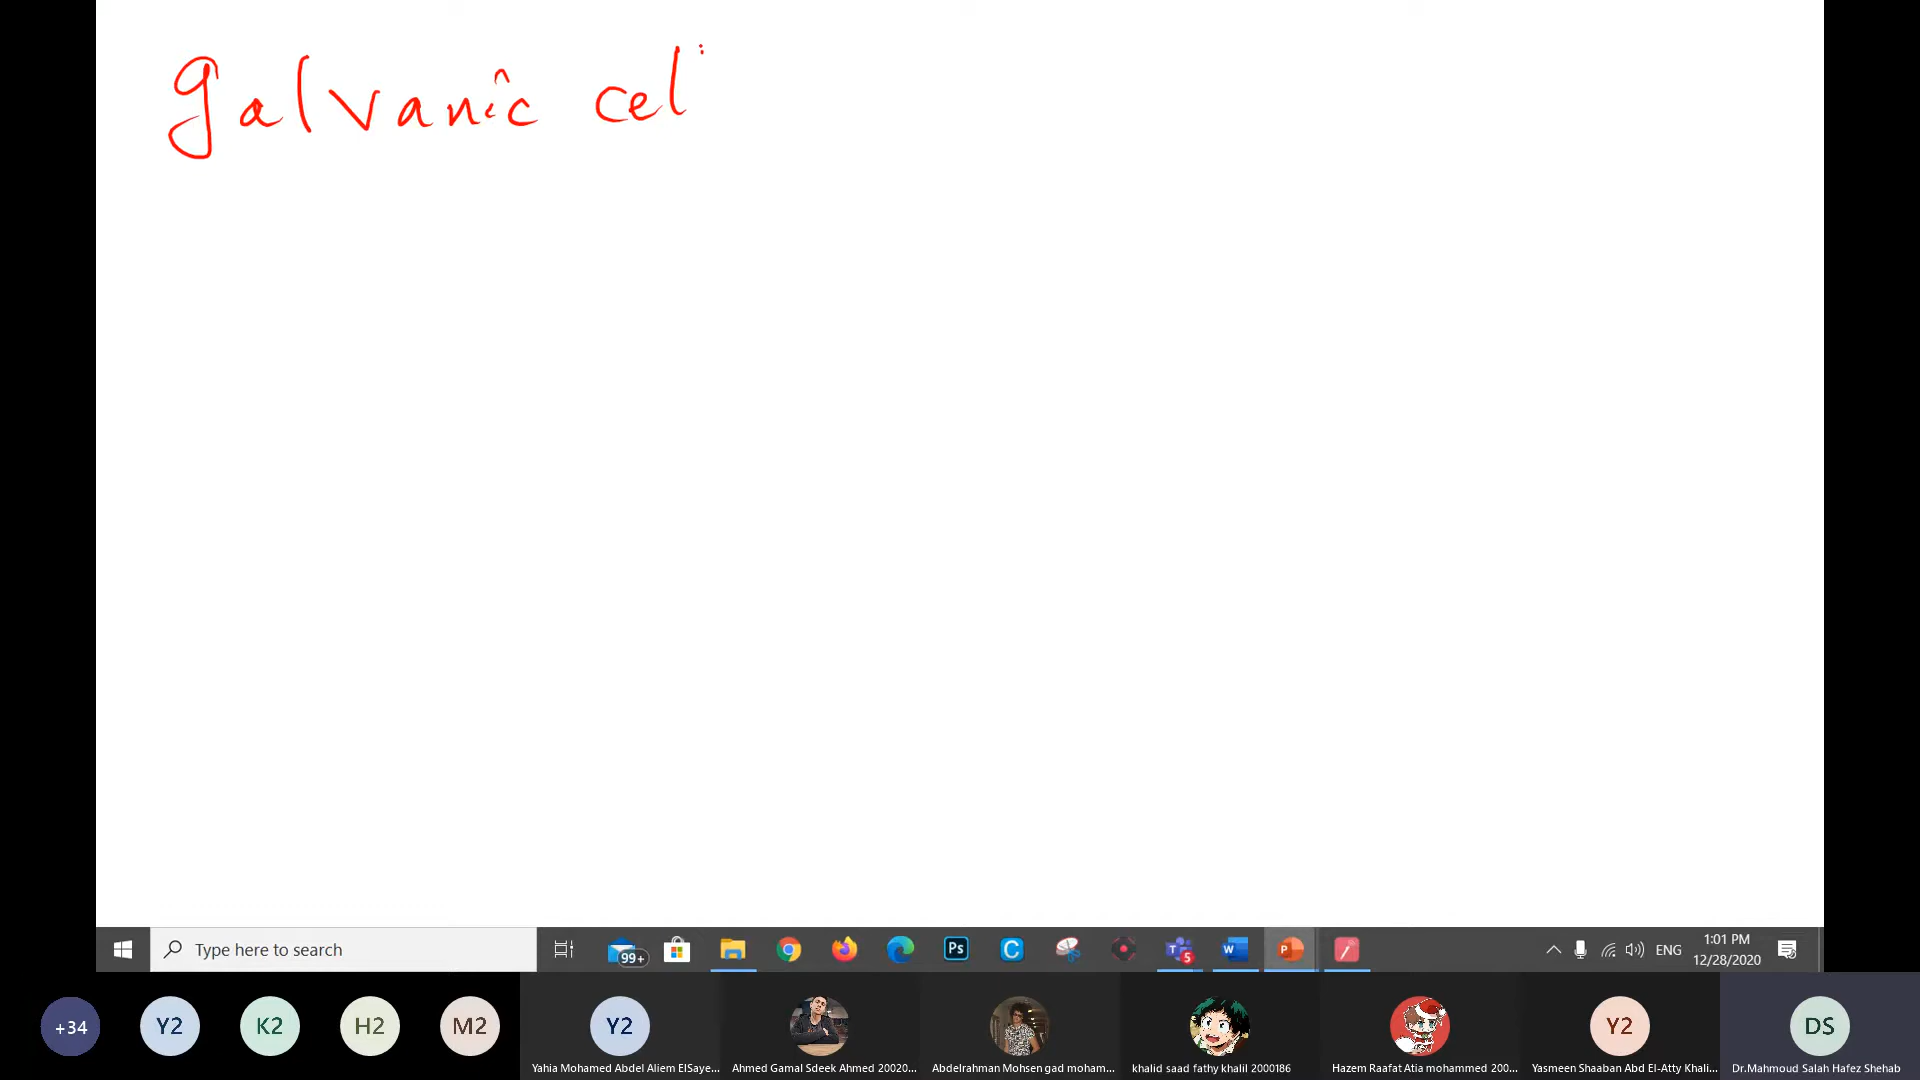 galvanic cel
Type here to search
99+
Ps
C
5
W
P
ENG
1:01 PM
12/28/2020
+34
Y2
K2
H2
M2
Y2
Y2
DS
Yahia Mohamed Abdel Aliem ElSaye...
Ahmed Gamal Sdeek Ahmed 20020...
Abdelrahman Mohsen gad moham...
khalid saad fathy khalil 2000186
Hazem Raafat Atia mohammed 200...
Yasmeen Shaaban Abd El-Atty Khali...
Dr.Mahmoud Salah Hafez Shehab